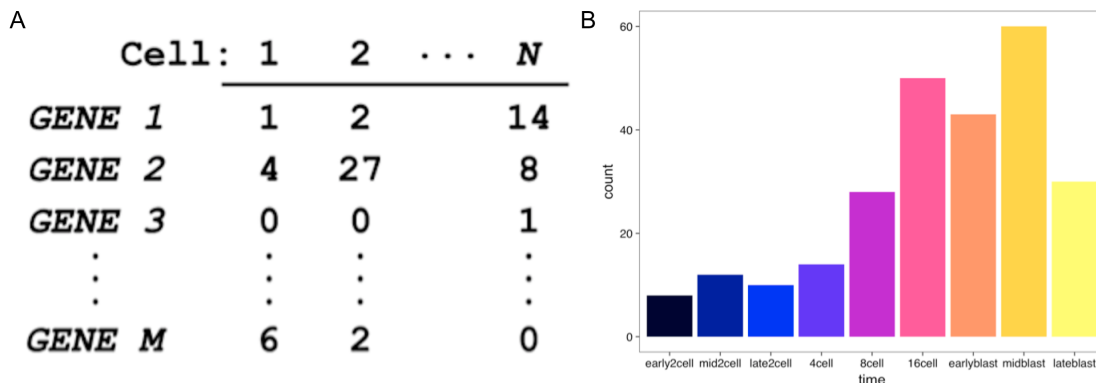 A
Cell: 1 2 ... N
GENE 1 1 2 14
GENE 2 4 27 8
GENE 3 0 0 1
GENE M 6 2 0
B
60
40
20
0
count
early2cell mid2cell late2cell 4cell 8cell 16cell earlyblast midblast lateblast
time